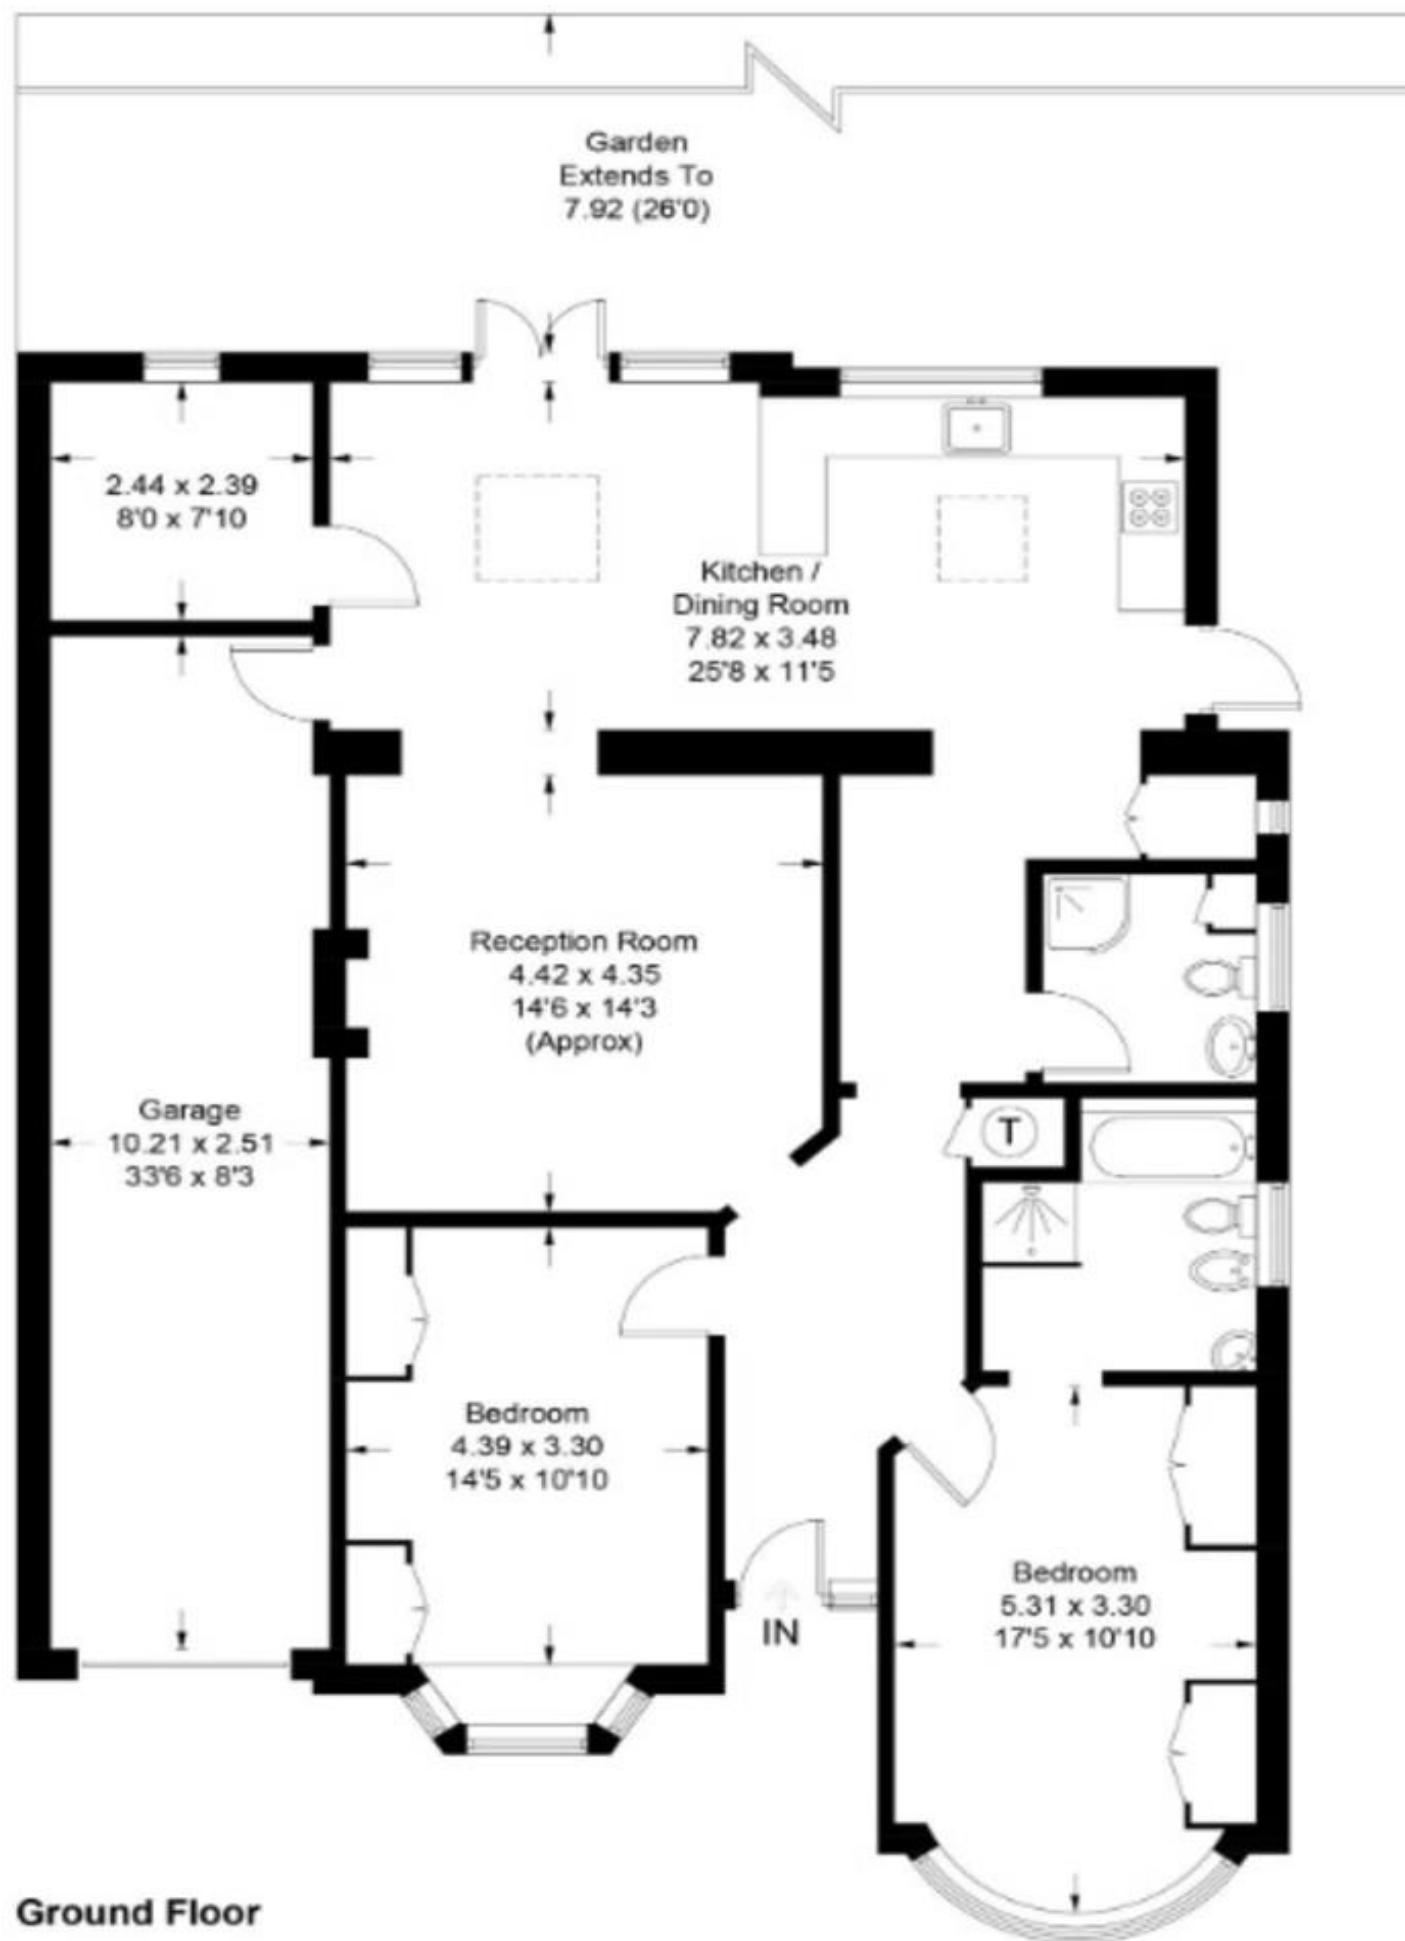 Garden
Extends To
7.92 (26'0)
2.44 x 2.39
8'0 x 7'10
Kitchen /
Dining Room
7.82 x 3.48
25'8 x 11'5
Reception Room
4.42 x 4.35
14'6 x 14'3
(Approx)
Garage
10.21 x 2.51
33'6 x 8'3
T
Bedroom
4.39 x 3.30
14'5 x 10'10
Bedroom
5.31 x 3.30
17'5 x 10'10
IN
Ground Floor